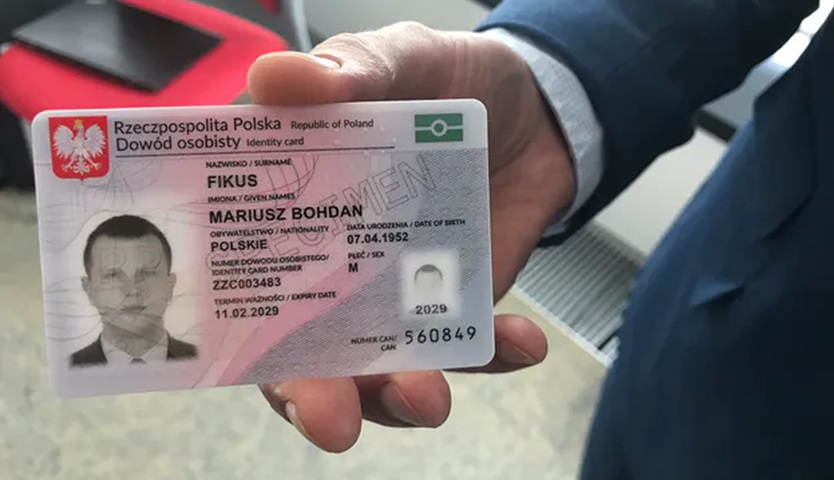 Rzeczpospolita Polska Republic of Poland
Dowód osobisty Identity card
SPECIMEN
NAZWISKO / SURNAME
FIKUS
IMIONA / GIVEN NAMES
MARIUSZ BOHDAN
OBYWATELSTWO / NATIONALITY
POLSKIE
DATA URODZENIA / DATE OF BIRTH
07.04.1952
NUMER DOWODU OSOBISTEGO/
IDENTITY CARD NUMBER
ZZC003483
PŁEĆ / SEX
M
TERMIN WAŻNOŚCI / EXPIRY DATE
11.02.2029
2029
NUMER CAN/
CAN
560849